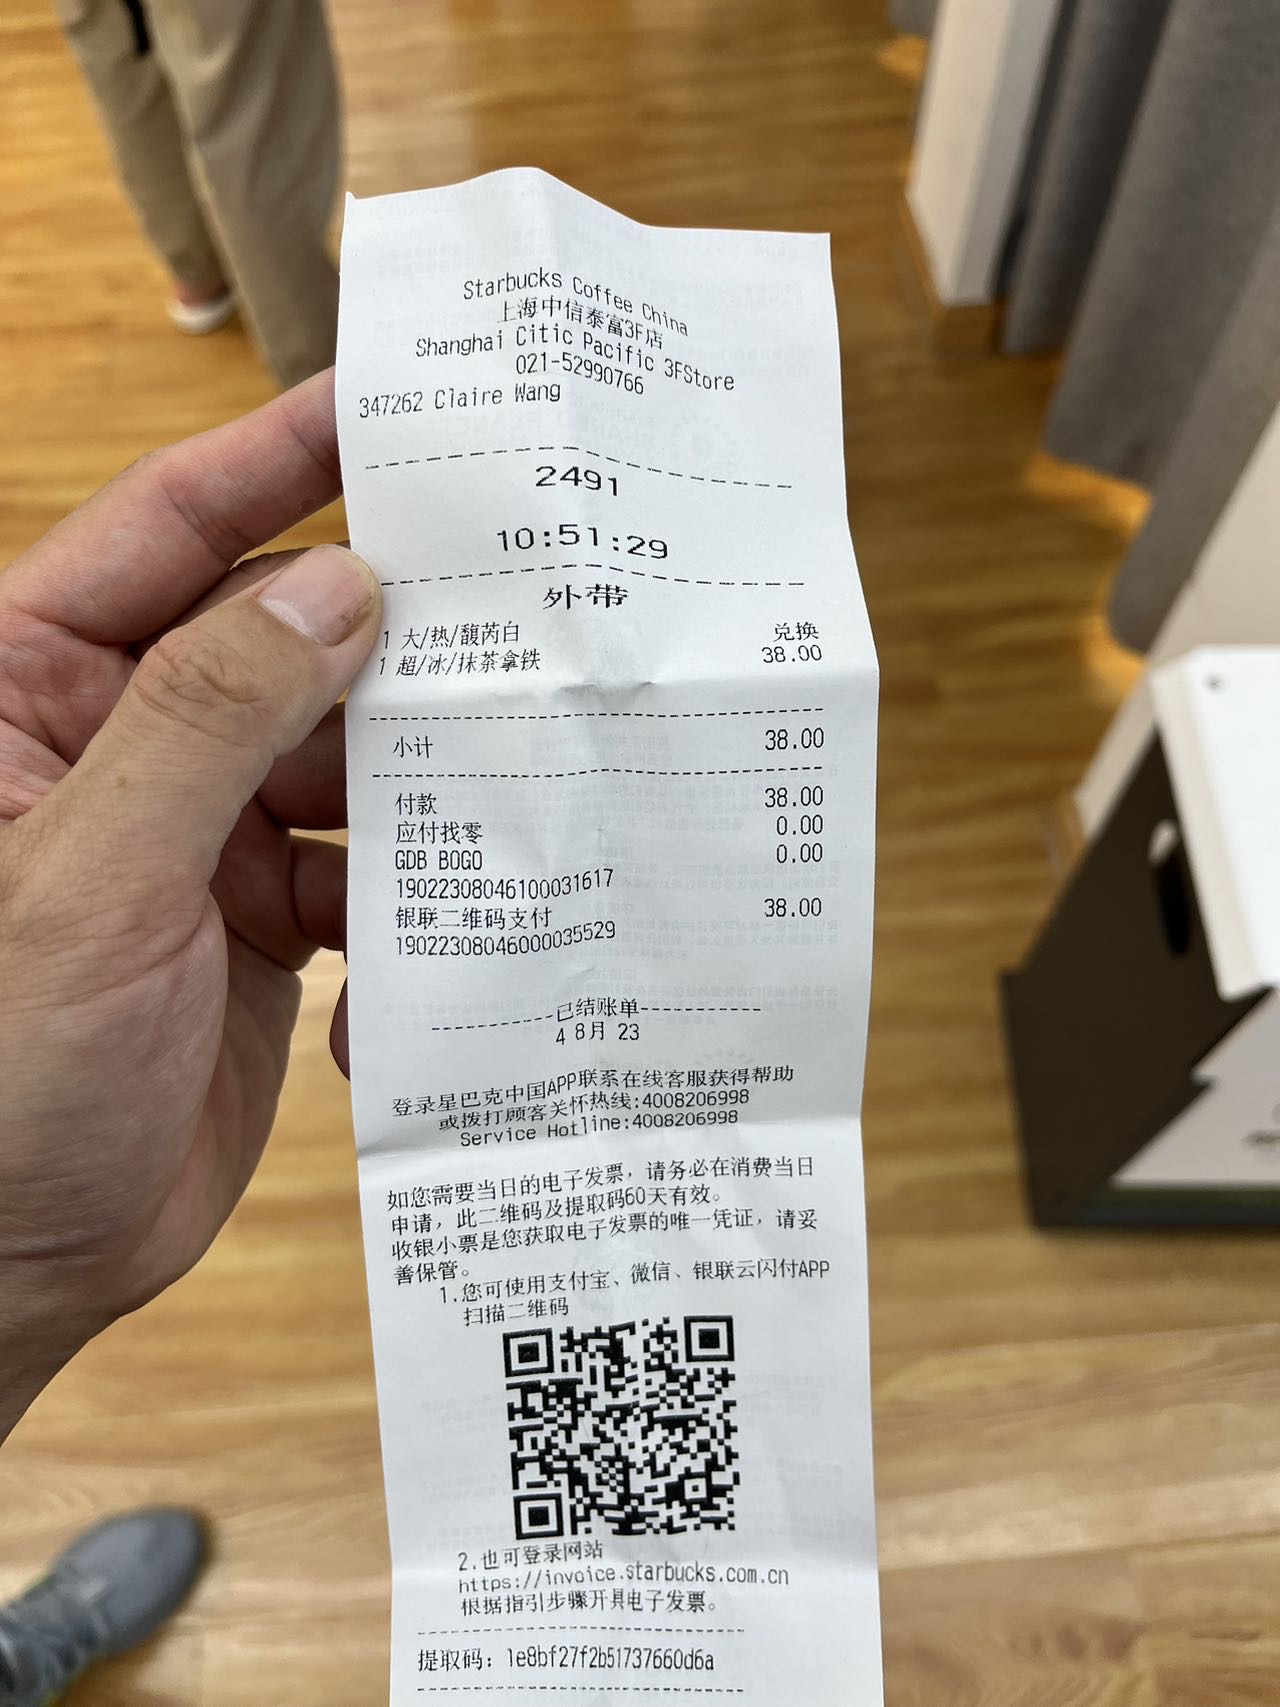 Starbucks Coffee China
上海中信泰富3F店
Shanghai Citic Pacific 3FStore
021-52990766
347262 Claire Wang
2491
10:51:29
外带
1 大/热/馥芮白 兑换
1 超/冰/抹茶拿铁 38.00
小计 38.00
付款 38.00
应付找零 0.00
GDB BOGO 0.00
19022308046100031617
银联二维码支付 38.00
19022308046000035529
已结账单
4 8月 23
登录星巴克中国APP联系在线客服获得帮助
或拨打顾客关怀热线:4008206998
Service Hotline:4008206998
如您需要当日的电子发票，请务必在消费当日
申请，此二维码及提取码60天有效。
收银小票是您获取电子发票的唯一凭证，请妥
善保管。
1.您可使用支付宝、微信、银联云闪付APP
扫描二维码
2.也可登录网站
https://invoice.starbucks.com.cn
根据指引步骤开具电子发票。
提取码：1e8bf27f2b51737660d6a